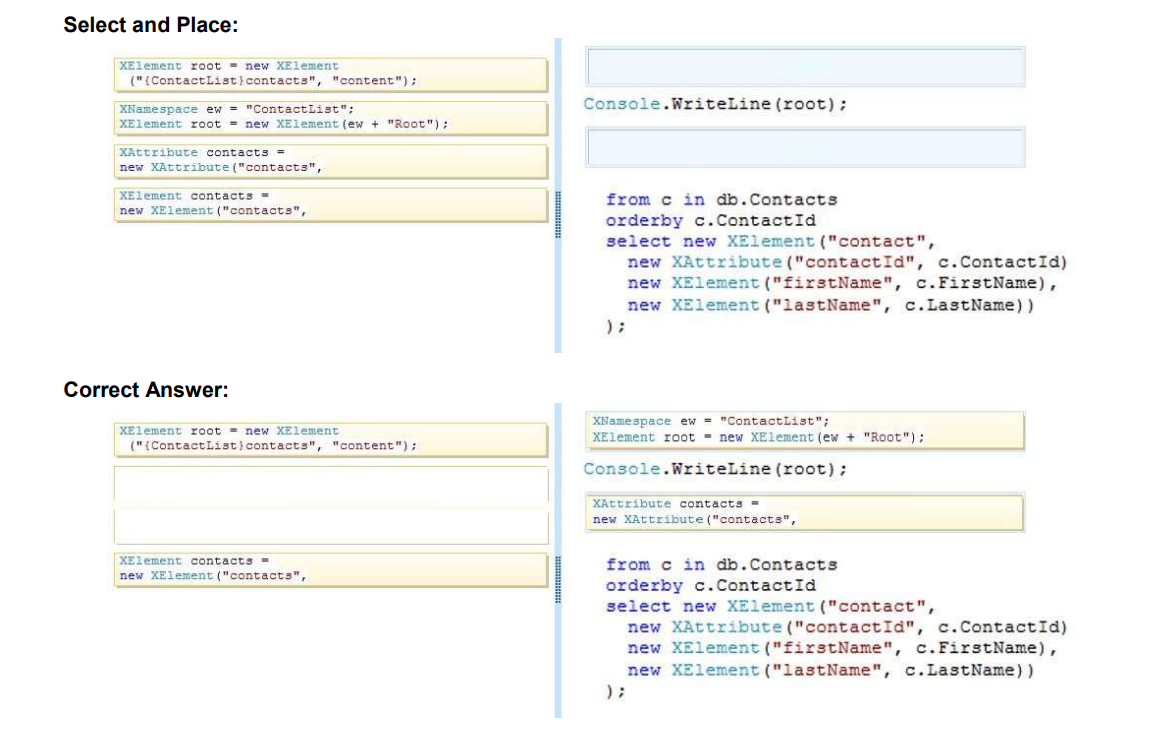 Select and Place:
XElement root = new XElement
("{ContactList}contacts", "content");
XNamespace ew = "ContactList";
XElement root = new XElement(ew + "Root");
XAttribute contacts =
new XAttribute("contacts",
XElement contacts =
new XElement("contacts",
Console.WriteLine(root);
from c in db.Contacts
orderby c.ContactId
select new XElement("contact",
new XAttribute("contactId", c.ContactId)
new XElement("firstName", c.FirstName),
new XElement("lastName", c.LastName))
);
Correct Answer:
XElement root = new XElement
("{ContactList}contacts", "content");
XElement contacts =
new XElement("contacts",
XNamespace ew = "ContactList";
XElement root = new XElement(ew + "Root");
Console.WriteLine(root);
XAttribute contacts =
new XAttribute("contacts",
from c in db.Contacts
orderby c.ContactId
select new XElement("contact",
new XAttribute("contactId", c.ContactId)
new XElement("firstName", c.FirstName),
new XElement("lastName", c.LastName))
);